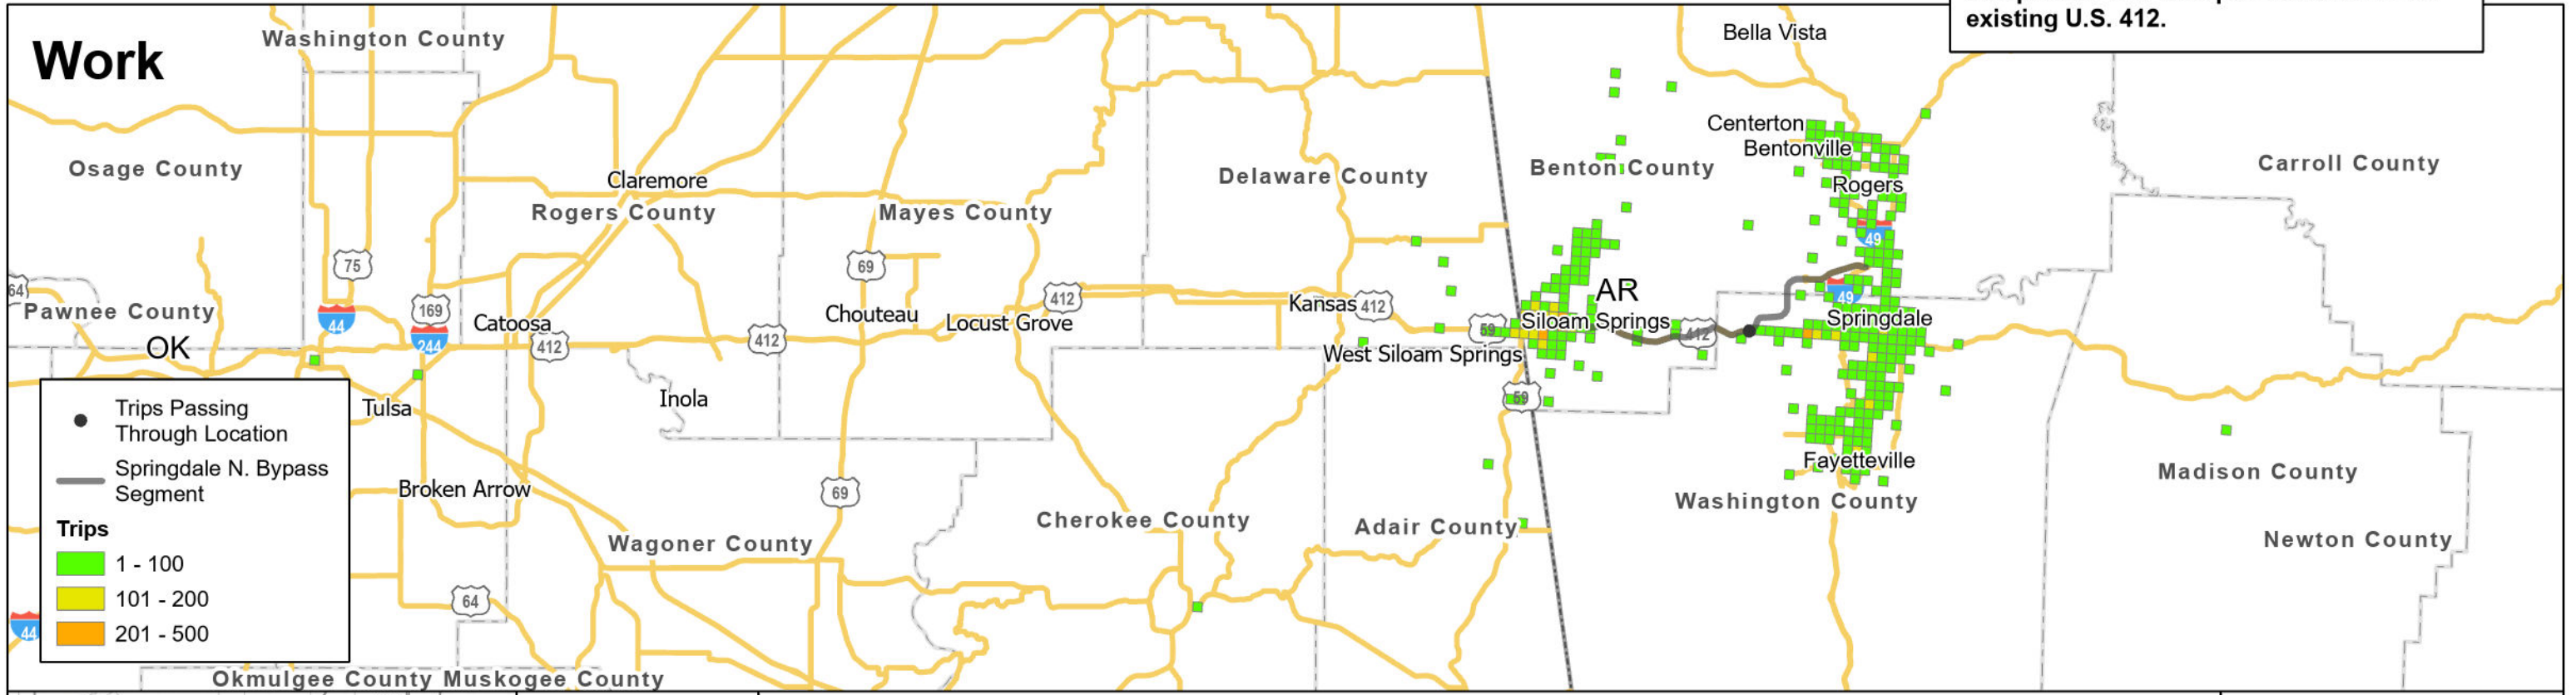 existing U.S. 412.
Work
Washington County
Bella Vista
Centerton
Bentonville
Osage County
Claremore
Delaware County
Benton County
Carroll County
Rogers
Rogers County
Mayes County
49
75
69
64
Pawnee County
169
44
412
Kansas
412
AR
49
Chouteau
Locust Grove
Catoosa
Siloam Springs
Springdale
59
412
OK
244
412
412
West Siloam Springs
Inola
59
Tulsa
Trips Passing
Through Location
Springdale N. Bypass
Segment
Trips
1 - 100
101 - 200
201 - 500
Fayetteville
Madison County
Broken Arrow
69
Washington County
Cherokee County
Adair County
Newton County
Wagoner County
64
44
Okmulgee County
Muskogee County